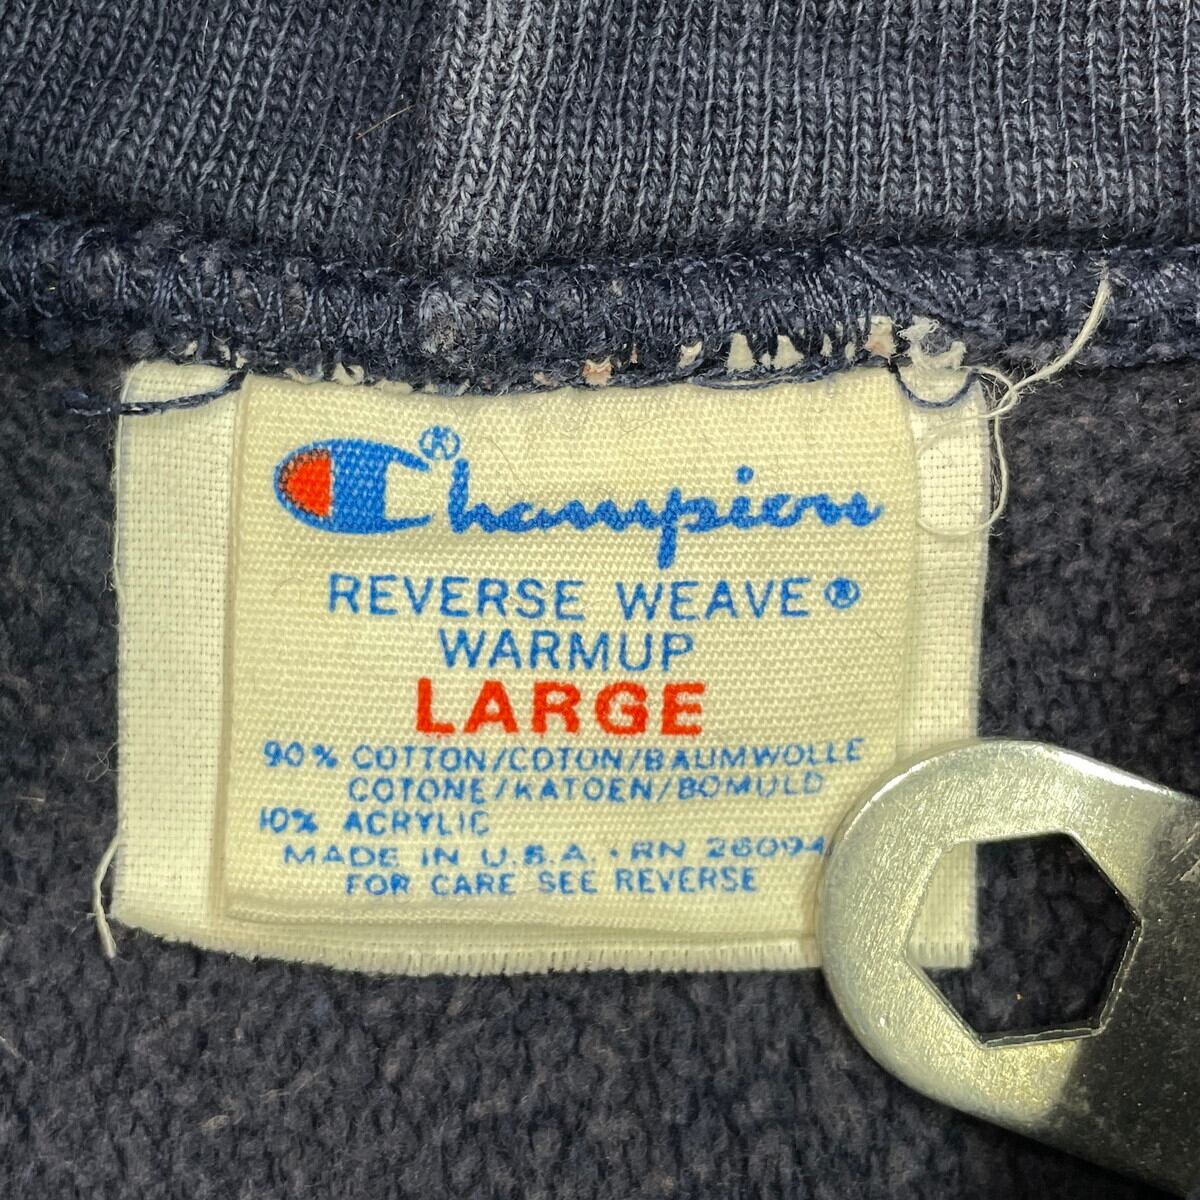 Champion®
REVERSE WEAVE®
WARMUP
LARGE
90% COTTON/COTON/BAUMWOLLE
COTONE/KATOEN/BOMULD
10% ACRYLIC
MADE IN U.S.A. · RN 26094
FOR CARE SEE REVERSE